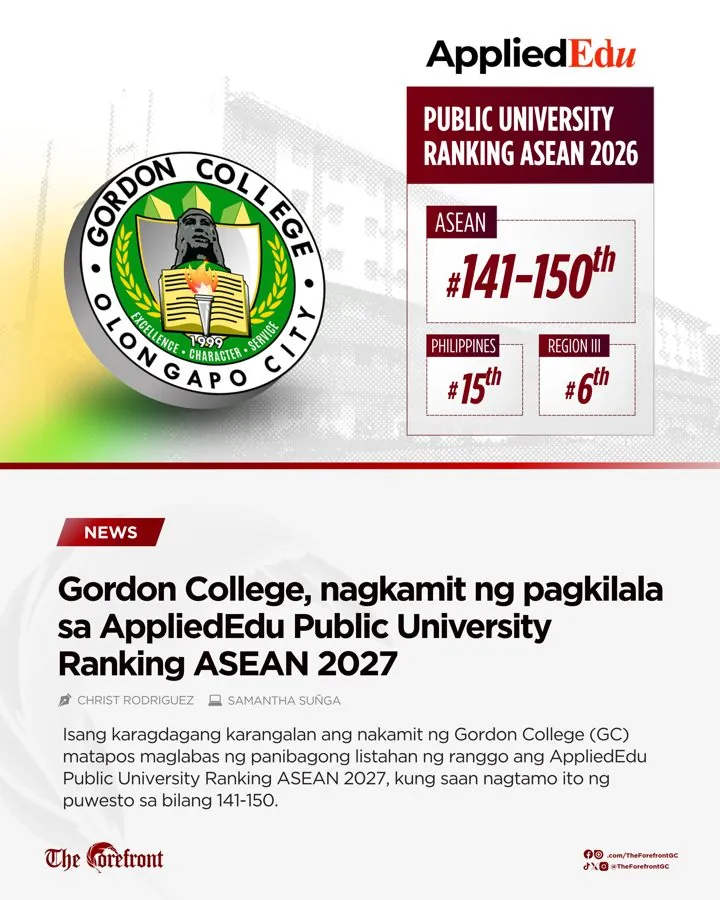 AppliedEdu
PUBLIC UNIVERSITY
RANKING ASEAN 2026
ASEAN
#141-150th
PHILIPPINES
#15th
REGION III
#6th
GORDON COLLEGE
EXCELLENCE • CHARACTER • SERVICE
1999
• OLONGAPO CITY •
NEWS
Gordon College, nagkamit ng pagkilala
sa AppliedEdu Public University
Ranking ASEAN 2027
CHRIST RODRIGUEZ SAMANTHA SUÑGA
Isang karagdagang karangalan ang nakamit ng Gordon College (GC)
matapos maglabas ng panibagong listahan ng ranggo ang AppliedEdu
Public University Ranking ASEAN 2027, kung saan nagtamo ito ng
puwesto sa bilang 141-150.
The Forefront
.com/TheForefrontGC
@TheForefrontGC